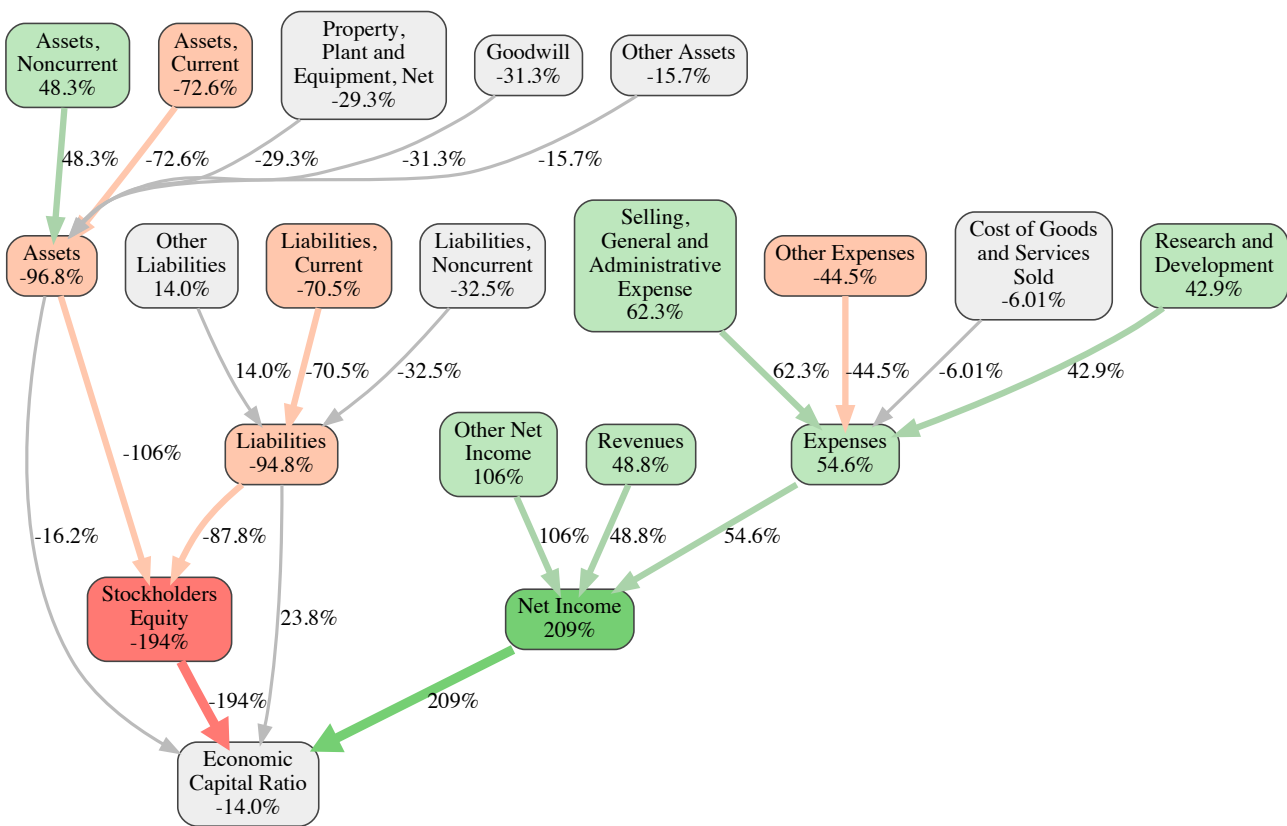 Assets,
Noncurrent
48.3%
Assets,
Current
-72.6%
Property,
Plant and
Equipment, Net
-29.3%
Goodwill
-31.3%
Other Assets
-15.7%
48.3%
-72.6%
-29.3%
-31.3%
-15.7%
Assets
-96.8%
Other
Liabilities
14.0%
Liabilities,
Current
-70.5%
Liabilities,
Noncurrent
-32.5%
Selling,
General and
Administrative
Expense
62.3%
Other Expenses
-44.5%
Cost of Goods
and Services
Sold
-6.01%
Research and
Development
42.9%
14.0%
-70.5%
-32.5%
62.3%
-44.5%
-6.01%
42.9%
-106%
Liabilities
-94.8%
Other Net
Income
106%
Revenues
48.8%
Expenses
54.6%
-16.2%
-87.8%
106%
48.8%
54.6%
Stockholders
Equity
-194%
23.8%
Net Income
209%
-194%
209%
Economic
Capital Ratio
-14.0%